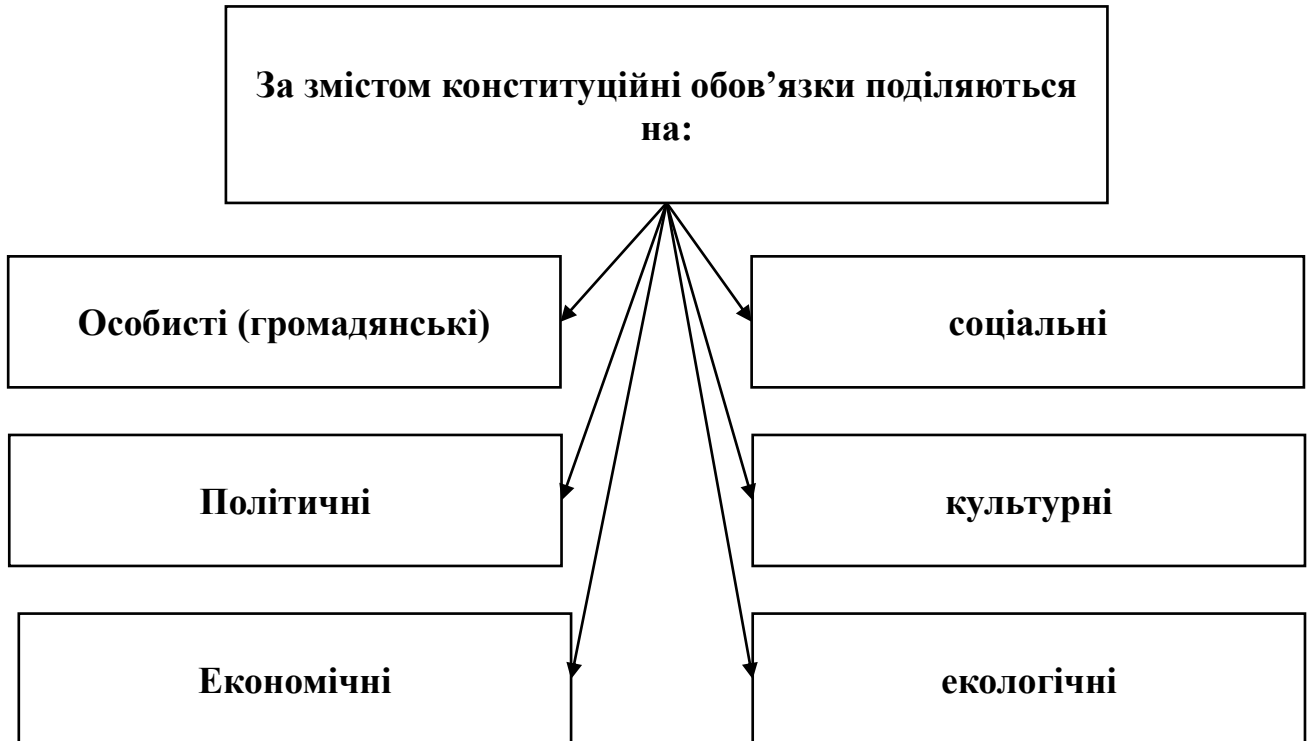 За змістом конституційні обов’язки поділяються
на:
Особисті (громадянські)
соціальні
Політичні
культурні
Економічні
екологічні